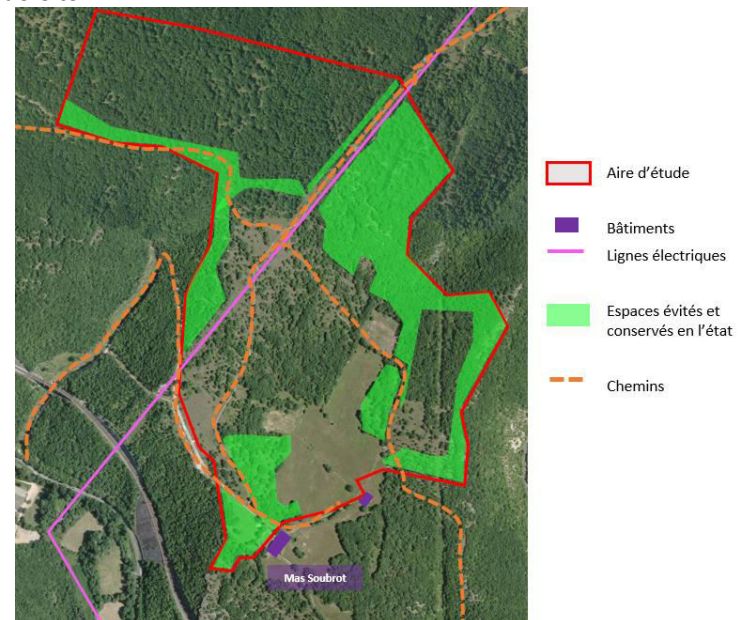 Aire d’étude
Bâtiments
Lignes électriques
Espaces évités et
conservés en l’état
Chemins
Mas Soubrot